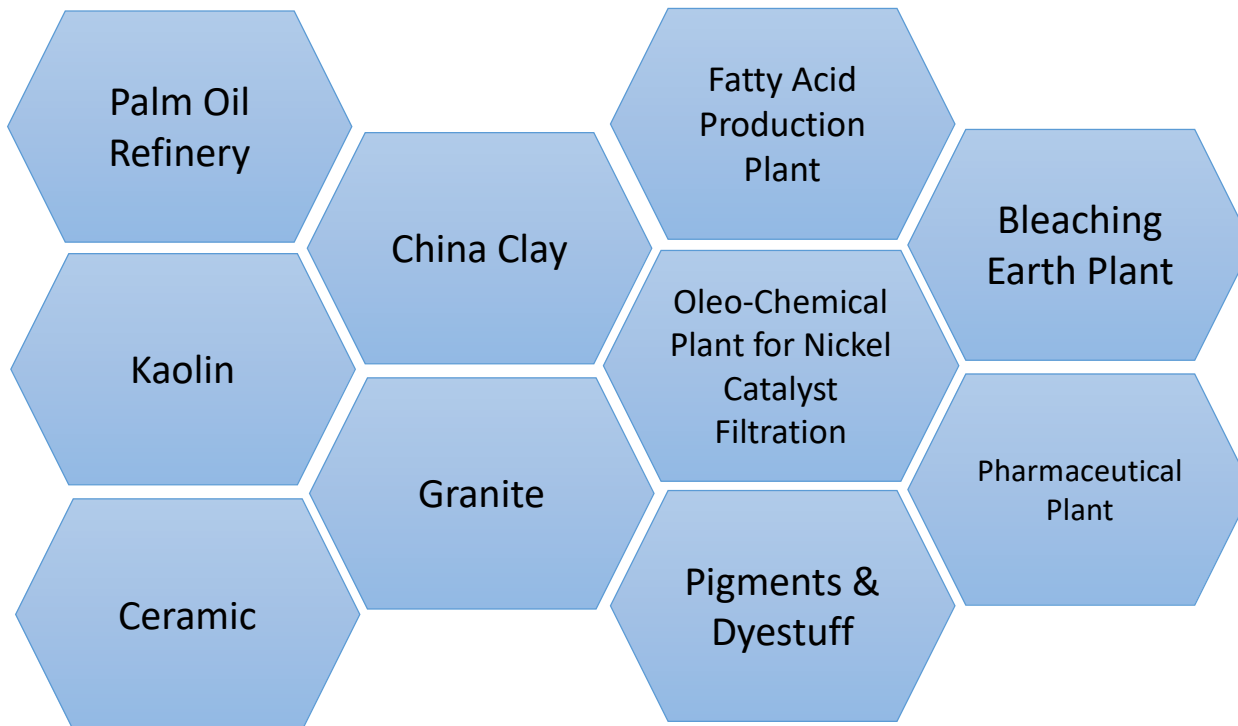 Palm Oil
Refinery
China Clay
Kaolin
Granite
Ceramic
Fatty Acid
Production
Plant
Bleaching
Earth Plant
Oleo-Chemical
Plant for Nickel
Catalyst
Filtration
Pharmaceutical
Plant
Pigments &
Dyestuff